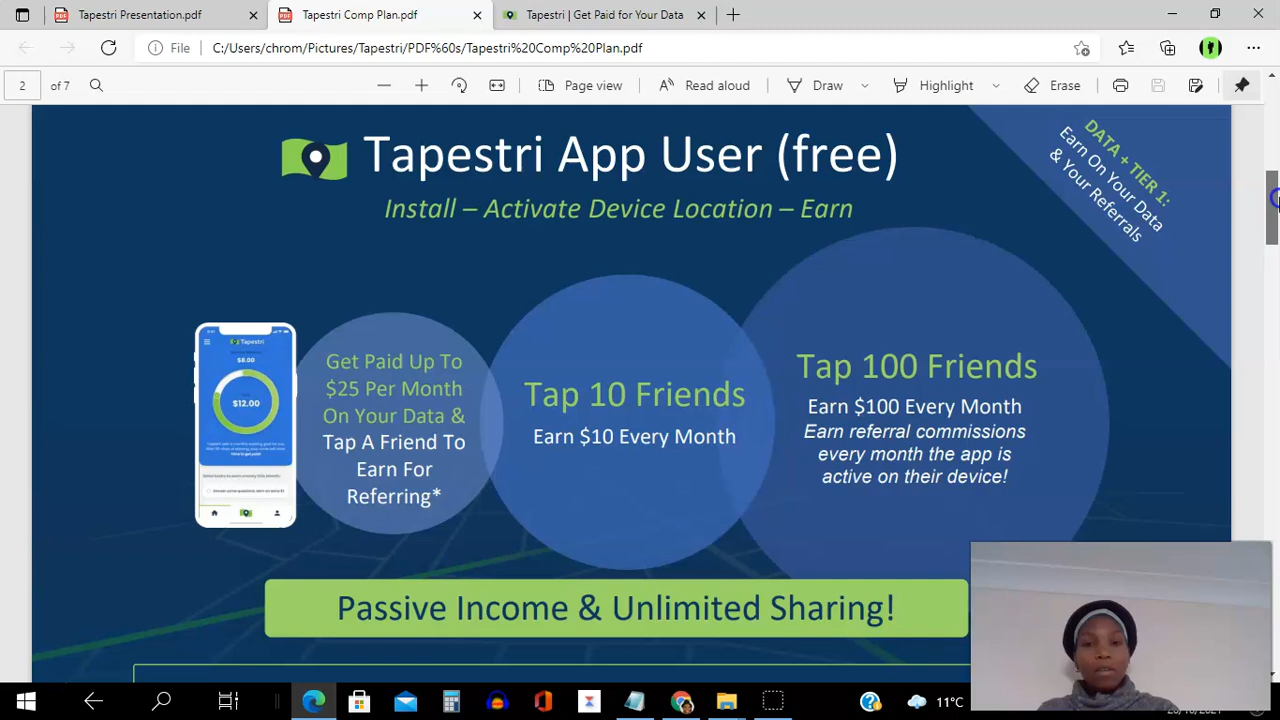 Tapestri Presentation.pdf
Tapestri Comp Plan.pdf
Tapestri | Get Paid for Your Data
File
C:/Users/chrom/Pictures/Tapestri/PDF%60s/Tapestri%20Comp%20Plan.pdf
2 of 7
Page view
Read aloud
Draw
Highlight
Erase
Tapestri App User (free)
Install – Activate Device Location – Earn
DATA + TIER 1:
Earn On Your Data
& Your Referrals
Tapestri
$8.00
$12.00
Get Paid Up To
$25 Per Month
On Your Data &
Tap A Friend To
Earn For
Referring*
Tap 10 Friends
Earn $10 Every Month
Tap 100 Friends
Earn $100 Every Month
Earn referral commissions
every month the app is
active on their device!
Passive Income & Unlimited Sharing!
11°C